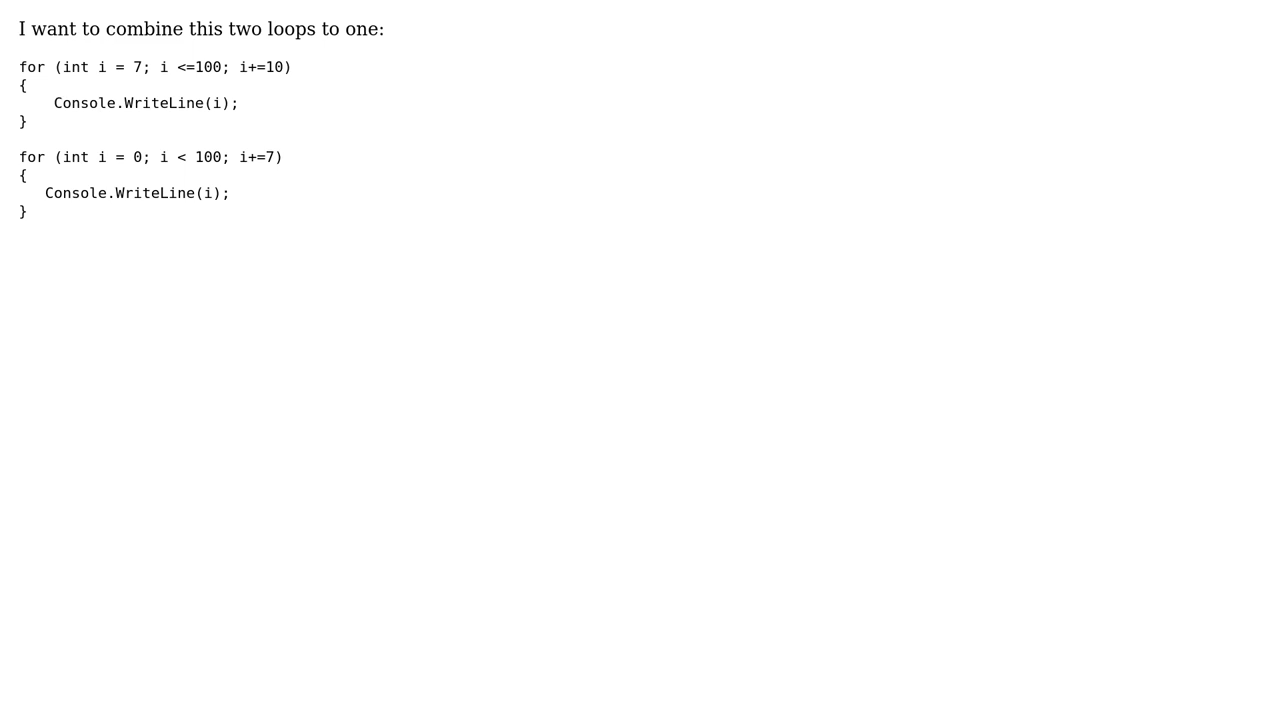 I want to combine this two loops to one:
for (int i = 7; i <=100; i+=10)
{
    Console.WriteLine(i);
}
for (int i = 0; i < 100; i+=7)
{
   Console.WriteLine(i);
}